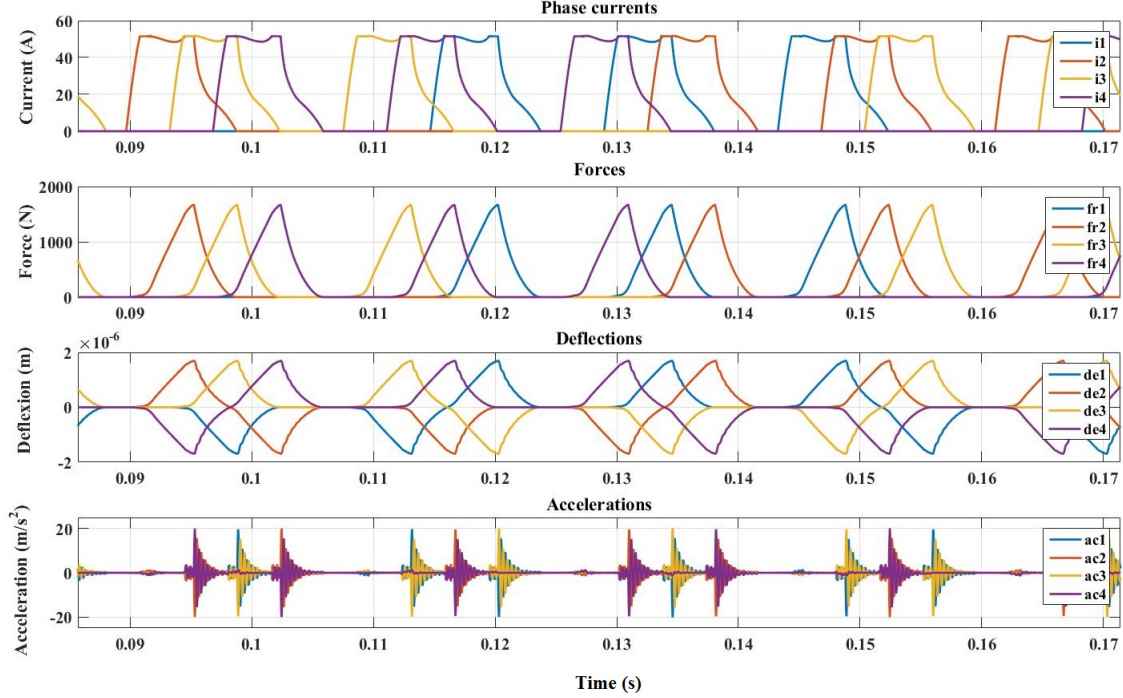 Phase currents
Current (A)
60
40
20
0
i1
i2
i3
i4
0.09 0.1 0.11 0.12 0.13 0.14 0.15 0.16 0.17
Forces
Force (N)
2000
1000
0
fr1
fr2
fr3
fr4
0.09 0.1 0.11 0.12 0.13 0.14 0.15 0.16 0.17
Deflections
×10⁻⁶
Deflexion (m)
2
0
-2
de1
de2
de3
de4
0.09 0.1 0.11 0.12 0.13 0.14 0.15 0.16 0.17
Accelerations
Acceleration (m/s²)
20
0
-20
ac1
ac2
ac3
ac4
0.09 0.1 0.11 0.12 0.13 0.14 0.15 0.16 0.17
Time (s)